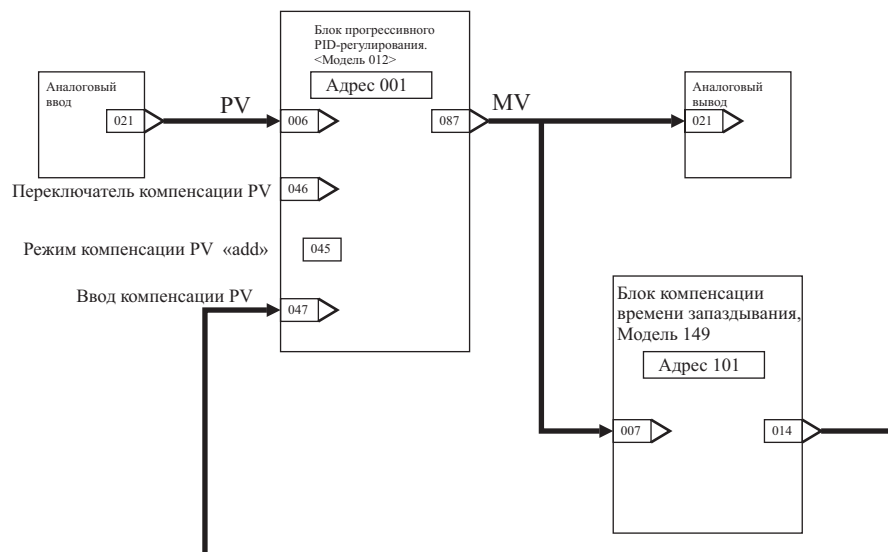 Блок прогрессивного
PID-регулирования.
<Модель 012>
Адрес 001
Аналоговый
ввод
021
PV
006
087
MV
Аналоговый
вывод
021
Переключатель компенсации PV
046
Режим компенсации PV «add»
045
Ввод компенсации PV
047
Блок компенсации
времени запаздывания,
Модель 149
Адрес 101
007
014